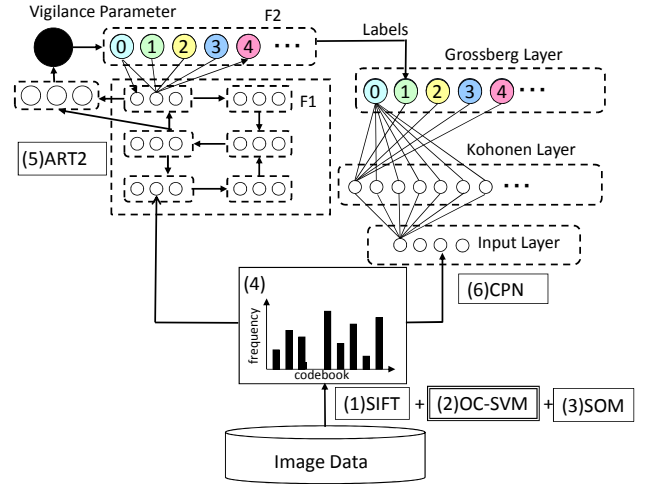 Vigilance Parameter
F2
0 1 2 3 4 ...
Labels
Grossberg Layer
0 1 2 3 4 ...
F1
(5)ART2
Kohonen Layer
...
Input Layer
(6)CPN
(4)
frequency
codebook
(1)SIFT + (2)OC-SVM + (3)SOM
Image Data